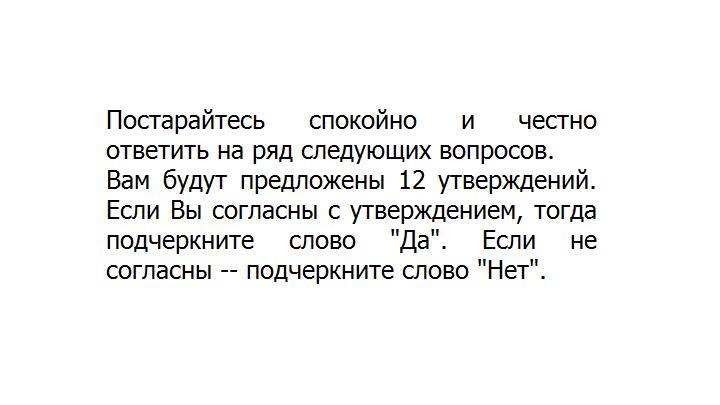 Постарайтесь спокойно и честно
ответить на ряд следующих вопросов.
Вам будут предложены 12 утверждений.
Если Вы согласны с утверждением, тогда
подчеркните слово "Да". Если не
согласны -- подчеркните слово "Нет".